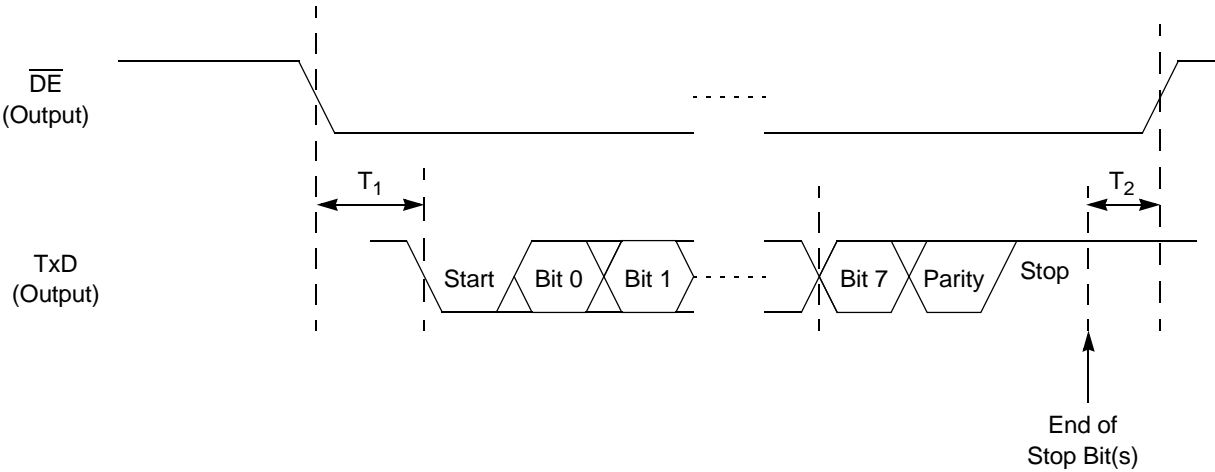 DE
(Output)
T1
T2
TxD
(Output)
Start
Bit 0
Bit 1
Bit 7
Parity
Stop
End of
Stop Bit(s)